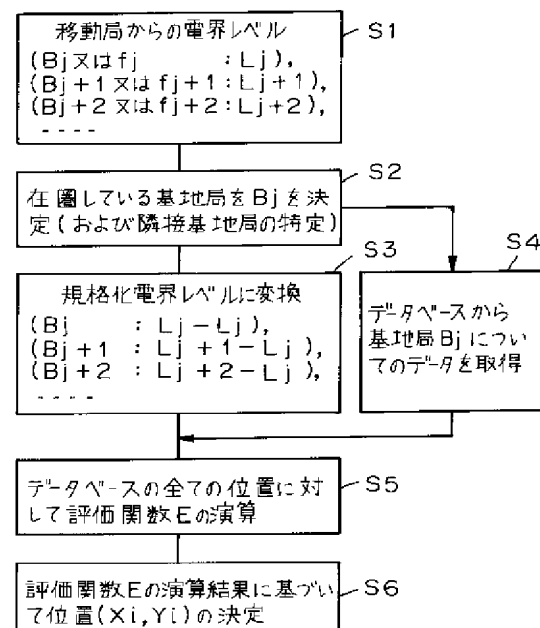 移動局からの電界レベル
(Bj又はfj :Lj),
(Bj+1又はfj+1:Lj+1),
(Bj+2又はfj+2:Lj+2),
----
S1
在圏している基地局をBjを決
定(および隣接基地局の特定)
S2
規格化電界レベルに変換
(Bj :Lj-Lj),
(Bj+1 :Lj+1-Lj),
(Bj+2 :Lj+2-Lj),
----
S3
データベースから
基地局Bjについ
てのデータを取得
S4
データベースの全ての位置に対
して評価関数Eの演算
S5
評価関数Eの演算結果に基づい
て位置(Xi,Yi)の決定
S6